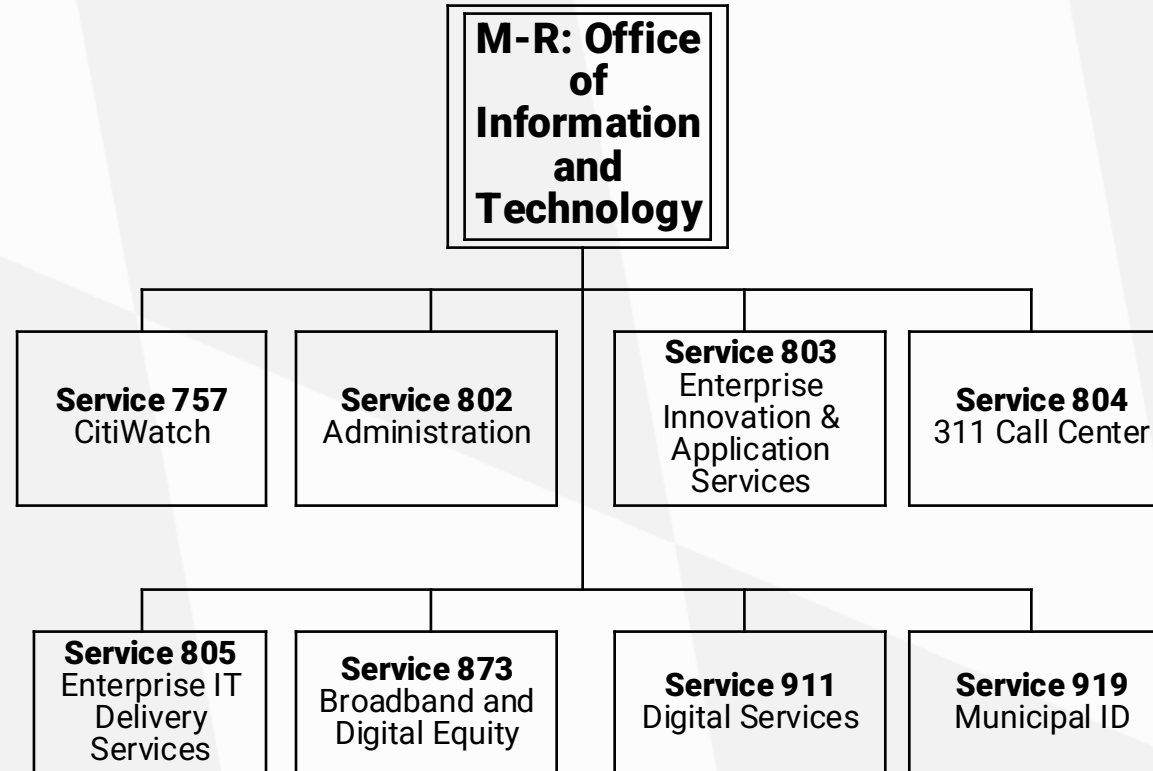 M-R: Office
of
Information
and
Technology
Service 757
CitiWatch
Service 802
Administration
Service 803
Enterprise
Innovation &
Application
Services
Service 804
311 Call Center
Service 805
Enterprise IT
Delivery
Services
Service 873
Broadband and
Digital Equity
Service 911
Digital Services
Service 919
Municipal ID